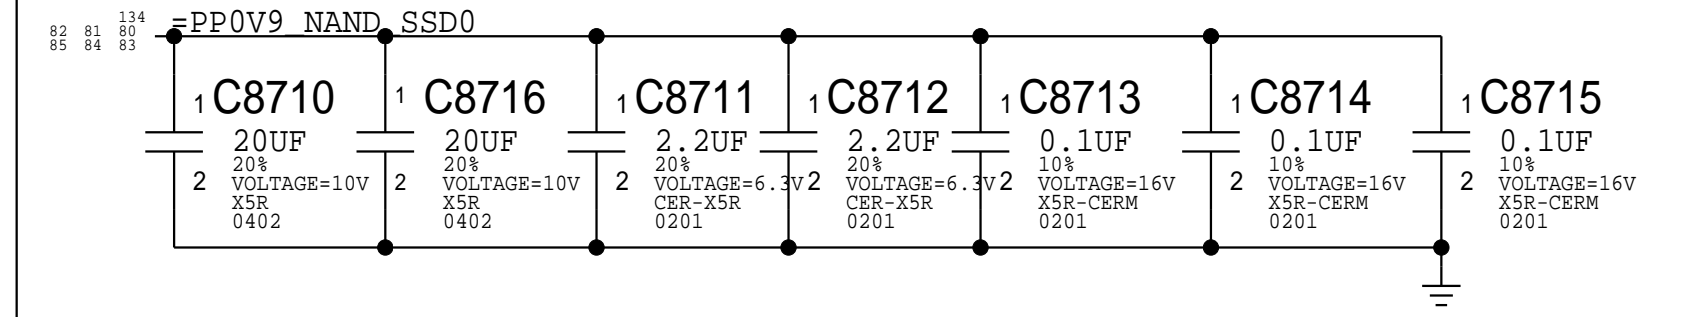 134 =PP0V9_NAND_SSD0
82 81 80
85 84 83
1 C8710
20UF
20%
2 VOLTAGE=10V
X5R
0402
1 C8716
20UF
20%
2 VOLTAGE=10V
X5R
0402
1 C8711
2.2UF
20%
2 VOLTAGE=6.3V
CER-X5R
0201
1 C8712
2.2UF
20%
2 VOLTAGE=6.3V
CER-X5R
0201
1 C8713
0.1UF
10%
2 VOLTAGE=16V
X5R-CERM
0201
1 C8714
0.1UF
10%
2 VOLTAGE=16V
X5R-CERM
0201
1 C8715
0.1UF
10%
2 VOLTAGE=16V
X5R-CERM
0201